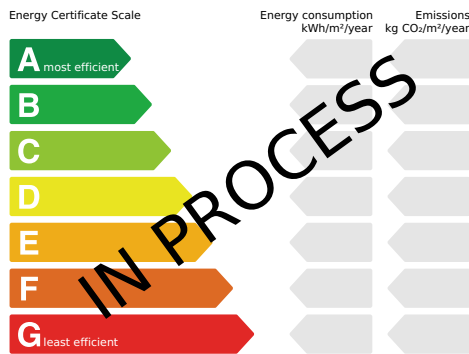 Energy Certificate Scale
Energy consumption
kWh/m²/year
Emissions
kg CO₂/m²/year
A most efficient
B
C
D
E
F
G least efficient
IN PROCESS